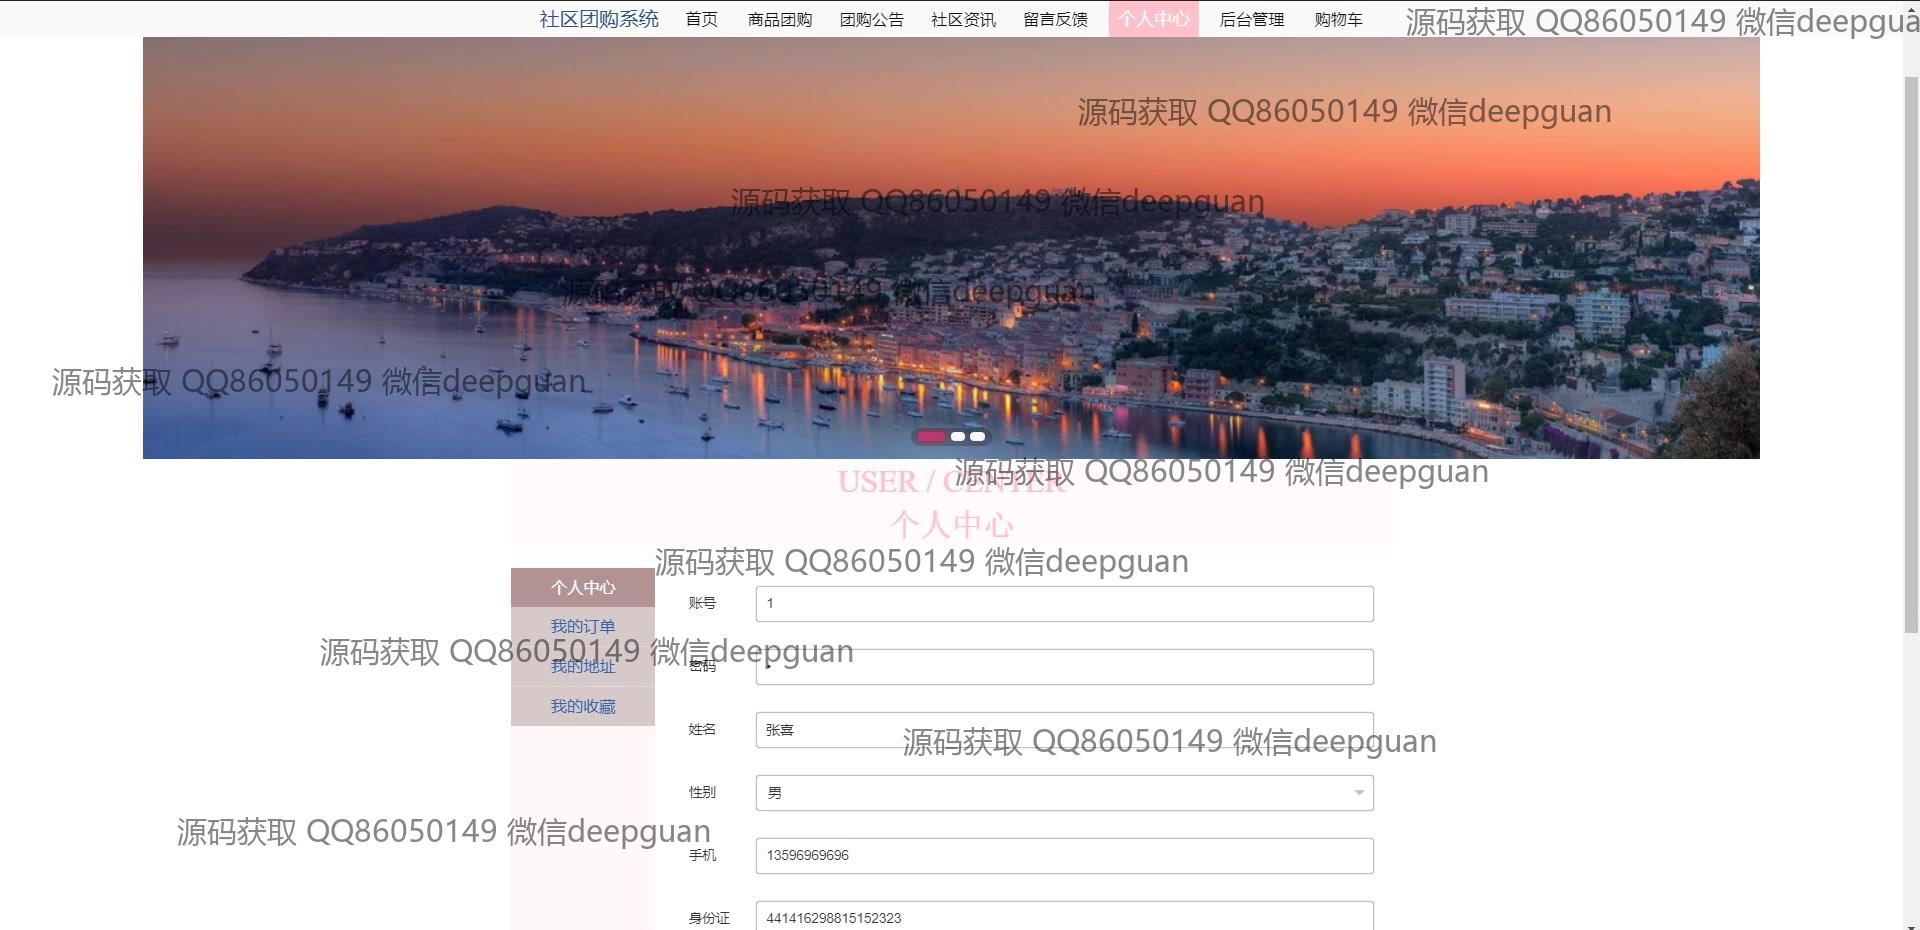 社区团购系统 首页 商品团购 团购公告 社区资讯 留言反馈 个人中心 后台管理 购物车 源码获取 QQ86050149 微信deepgua
源码获取 QQ86050149 微信deepguan
源码获取 QQ86050149 微信deepguan
源码获取 QQ86050149 微信deepguan
源码获取 QQ86050149 微信deepguan
源码获取 QQ86050149 微信deepguan
USER / CENTER
个人中心
源码获取 QQ86050149 微信deepguan
个人中心
账号 1
我的订单
源码获取 QQ86050149 微信deepguan
我的地址
密码
我的收藏
姓名 张喜
源码获取 QQ86050149 微信deepguan
性别 男
源码获取 QQ86050149 微信deepguan
手机 13596969696
身份证 441416298815152323